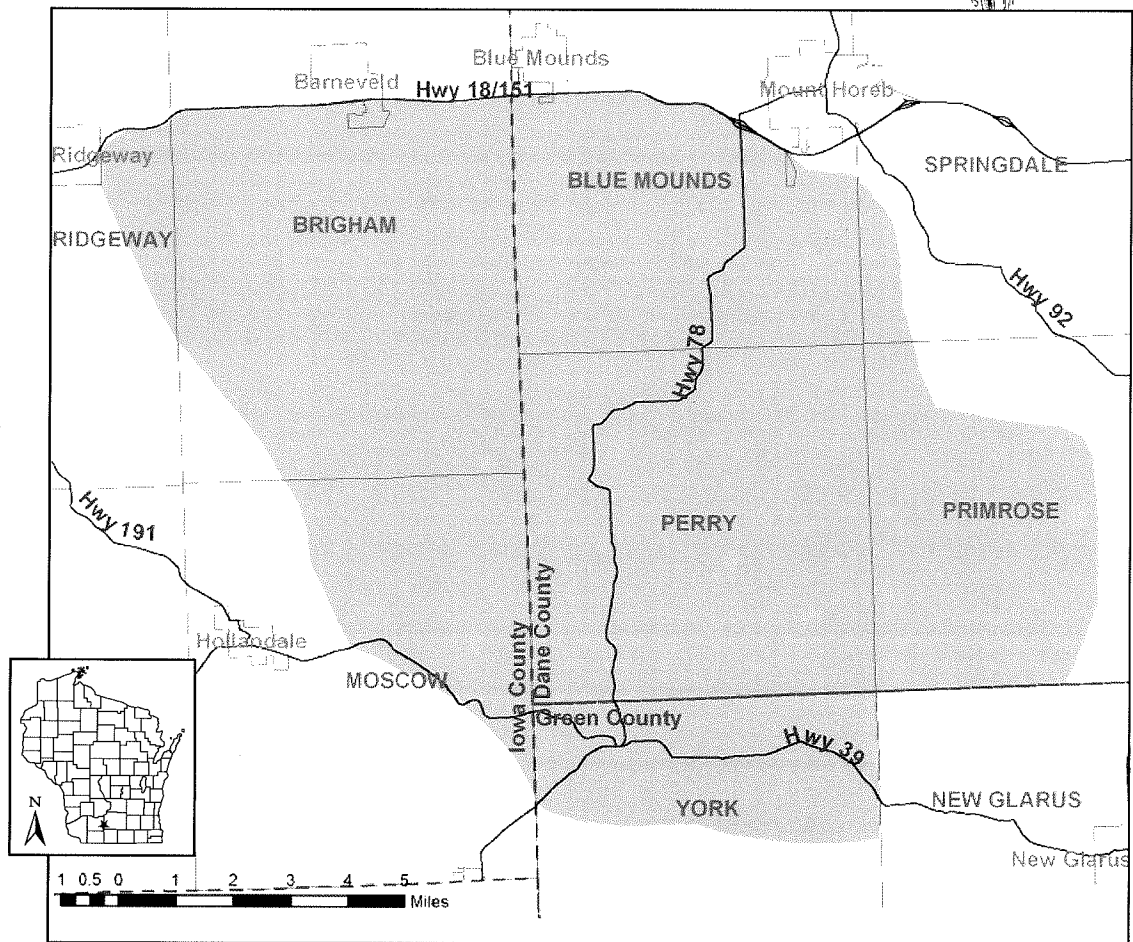 Blue Mounds
Barneveld
Hwy 18/151
Mount Horeb
Ridgeway
SPRINGDALE
BLUE MOUNDS
BRIGHAM
RIDGEWAY
Hwy 92
Hwy 78
Hwy 191
PERRY
PRIMROSE
Iowa County
Dane County
Hollandale
MOSCOW
Green County
Hwy 39
N
YORK
NEW GLARUS
New Glarus
1 0.5 0 1 2 3 4 5
Miles